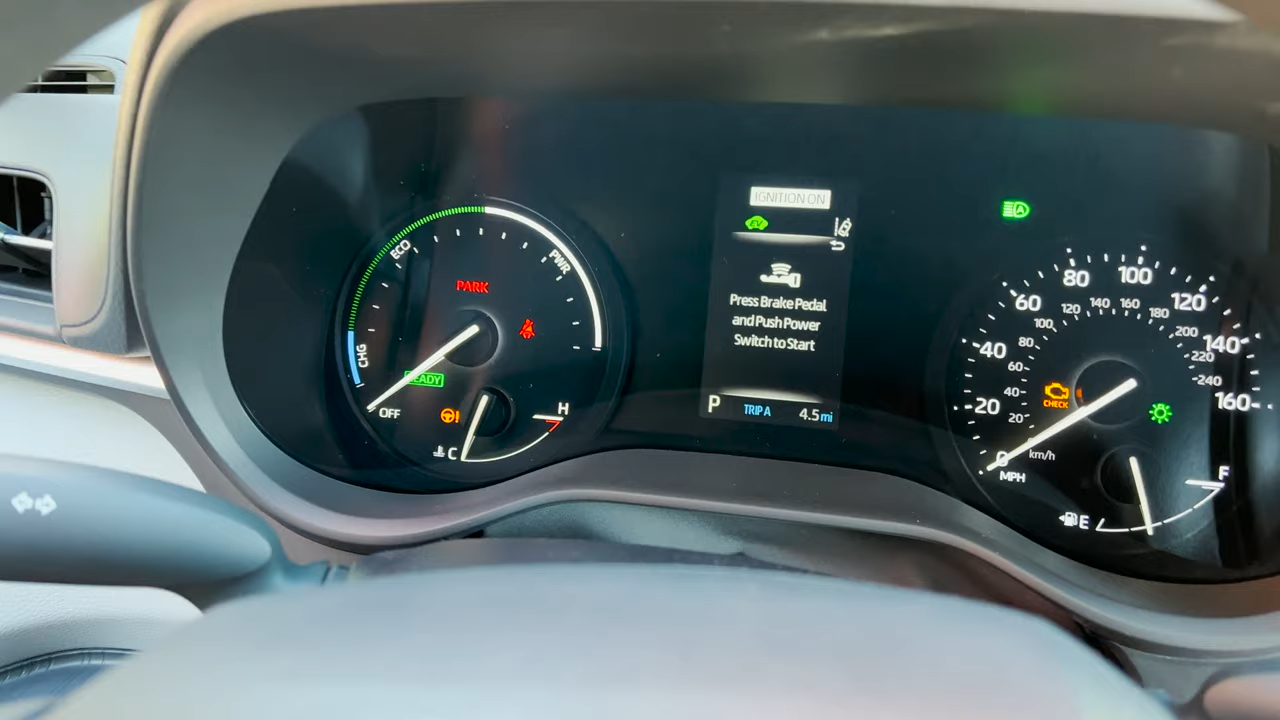 ECO
PWR
CHG
PARK
READY
OFF
C
H
IGNITION ON
EV
Press Brake Pedal
and Push Power
Switch to Start
P TRIP A 4.5 mi
A
0 20 40 60 80 100 120 140 160
20 40 60 80 100 120 140 160 180 200 220 240
km/h
MPH
CHECK
E
F